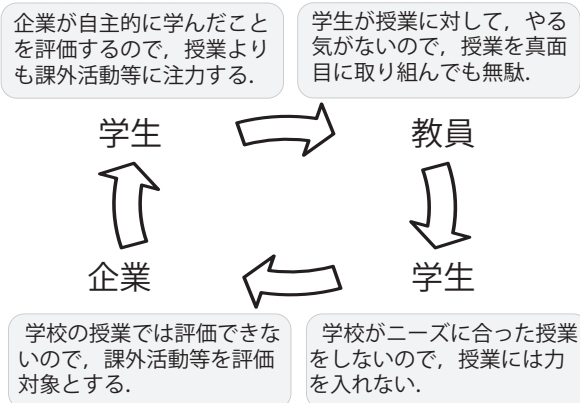 企業が自主的に学んだこと
を評価するので，授業より
も課外活動等に注力する．
学生が授業に対して，やる
気がないので，授業を真面
目に取り組んでも無駄．
学生
教員
企業
学生
学校の授業では評価できな
いので，課外活動等を評価
対象とする．
学校がニーズに合った授業
をしないので，授業には力
を入れない．